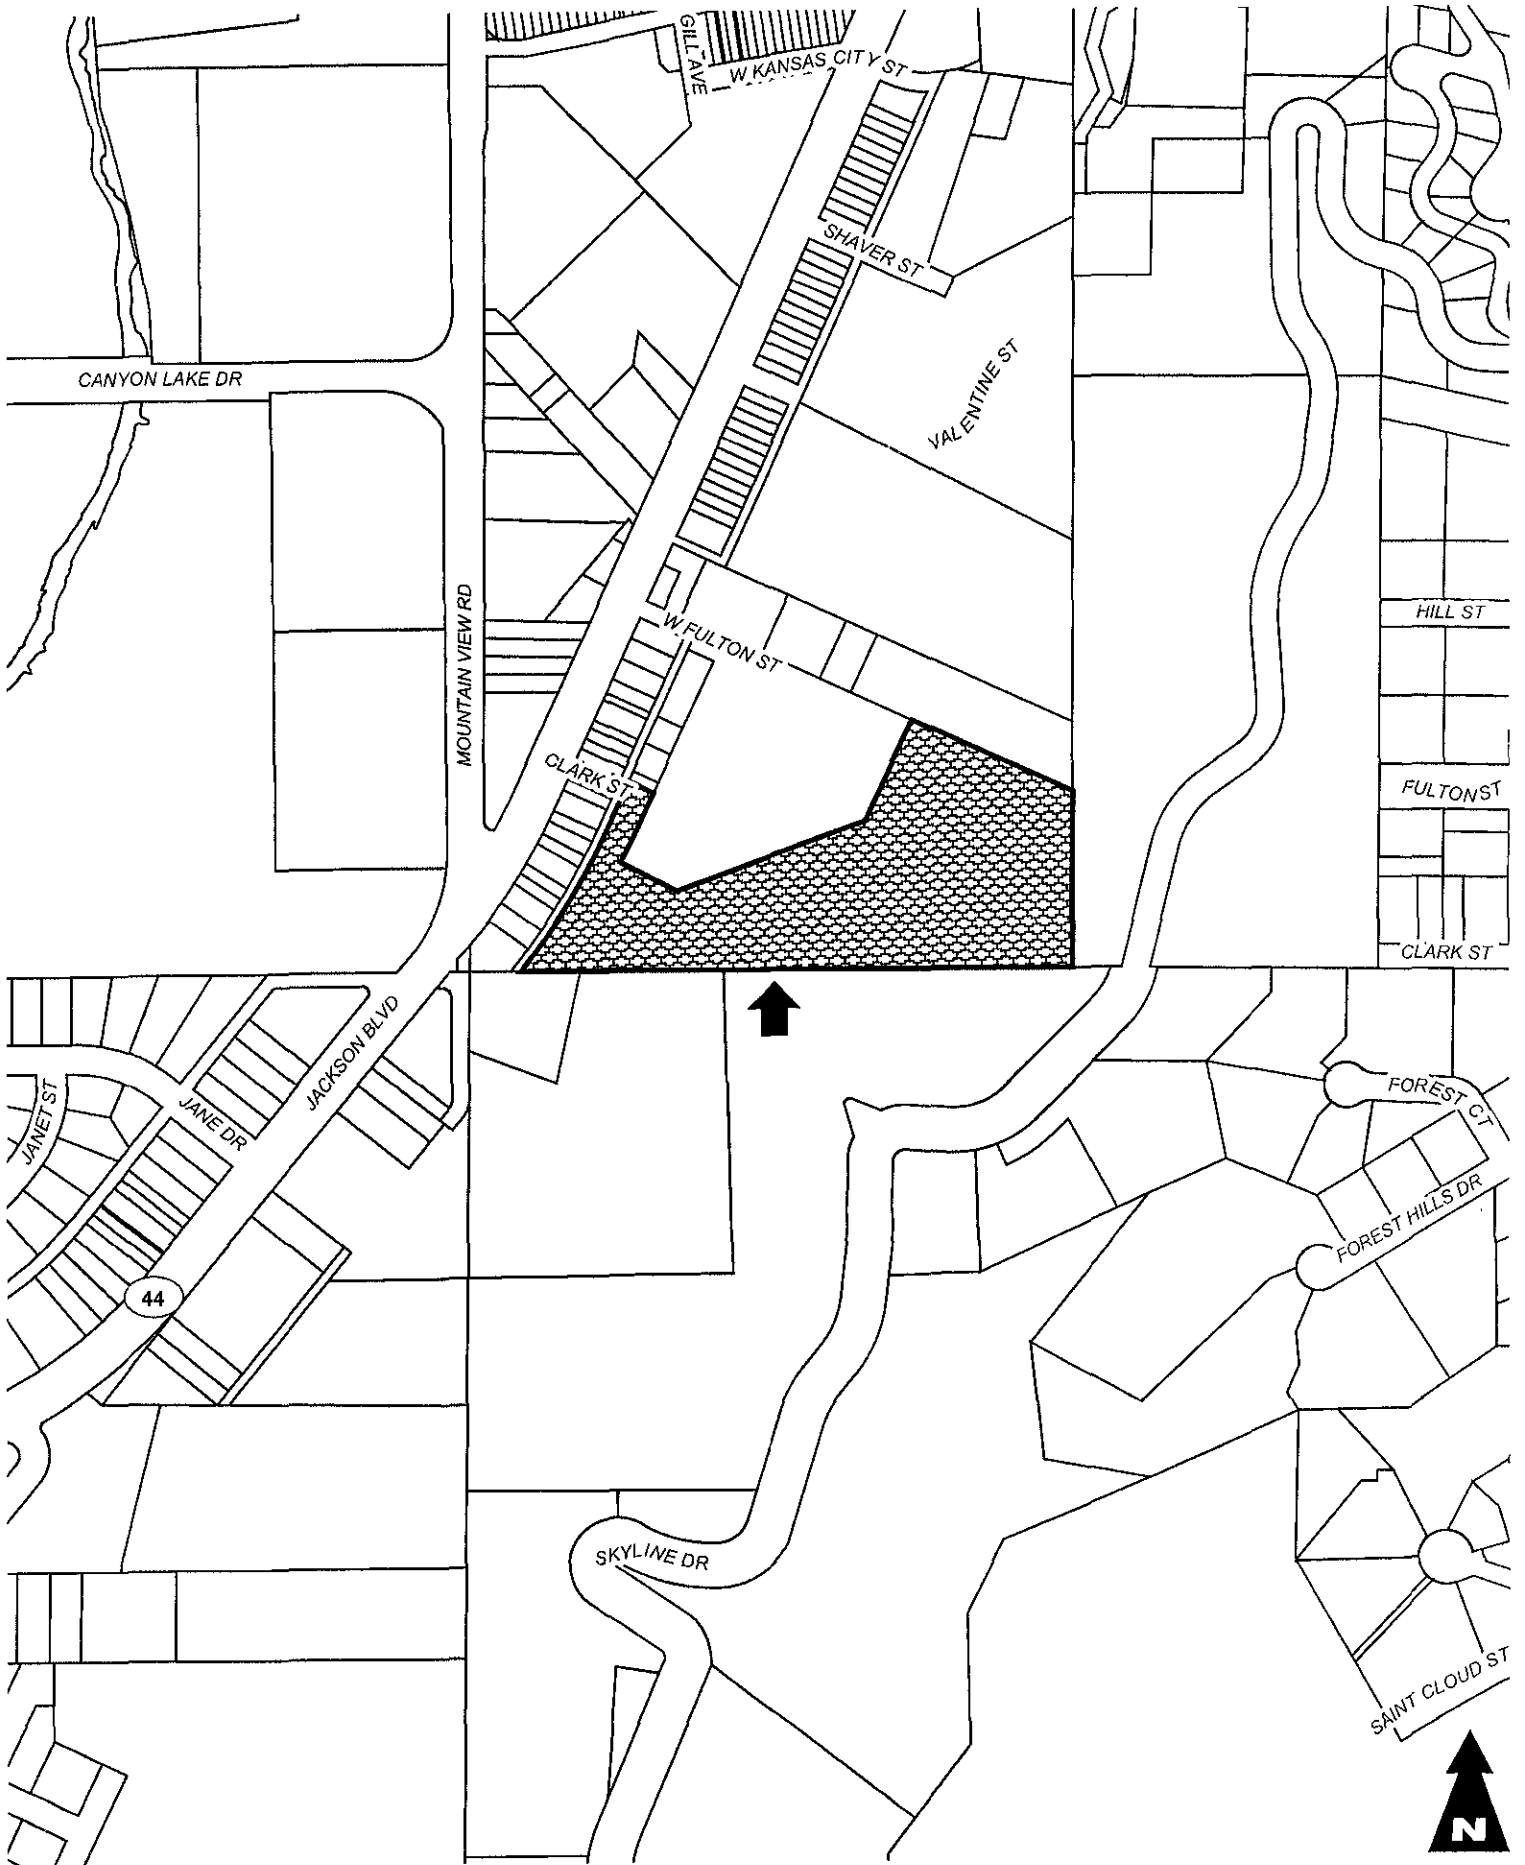 GILL AVE
W KANSAS CITY ST
SHAVER ST
CANYON LAKE DR
VALENTINE ST
MOUNTAIN VIEW RD
HILL ST
W FULTON ST
CLARK ST
FULTON ST
CLARK ST
JACKSON BLVD
JANET ST
JANE DR
FOREST CT
FOREST HILLS DR
44
SKYLINE DR
SAINT CLOUD ST
N